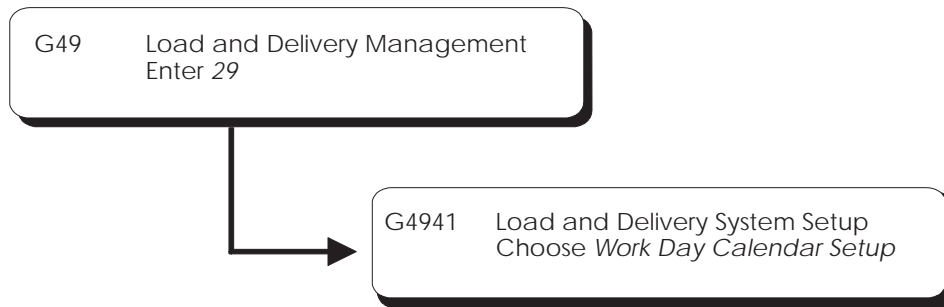 G49 Load and Delivery Management
Enter 29
G4941 Load and Delivery System Setup
Choose Work Day Calendar Setup